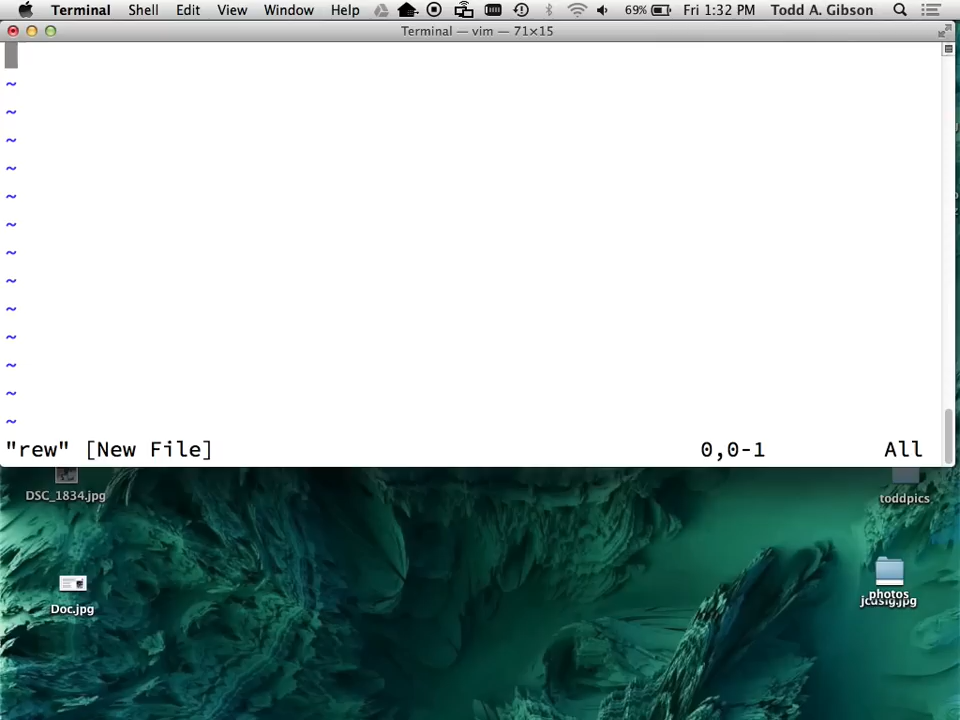 Terminal Shell Edit View Window Help 69% Fri 1:32 PM Todd A. Gibson
Terminal — vim — 71×15
~
~
~
~
~
~
~
~
~
~
~
~
~
"rew" [New File] 0,0-1 All
DSC_1834.jpg
toddpics
Doc.jpg
photos